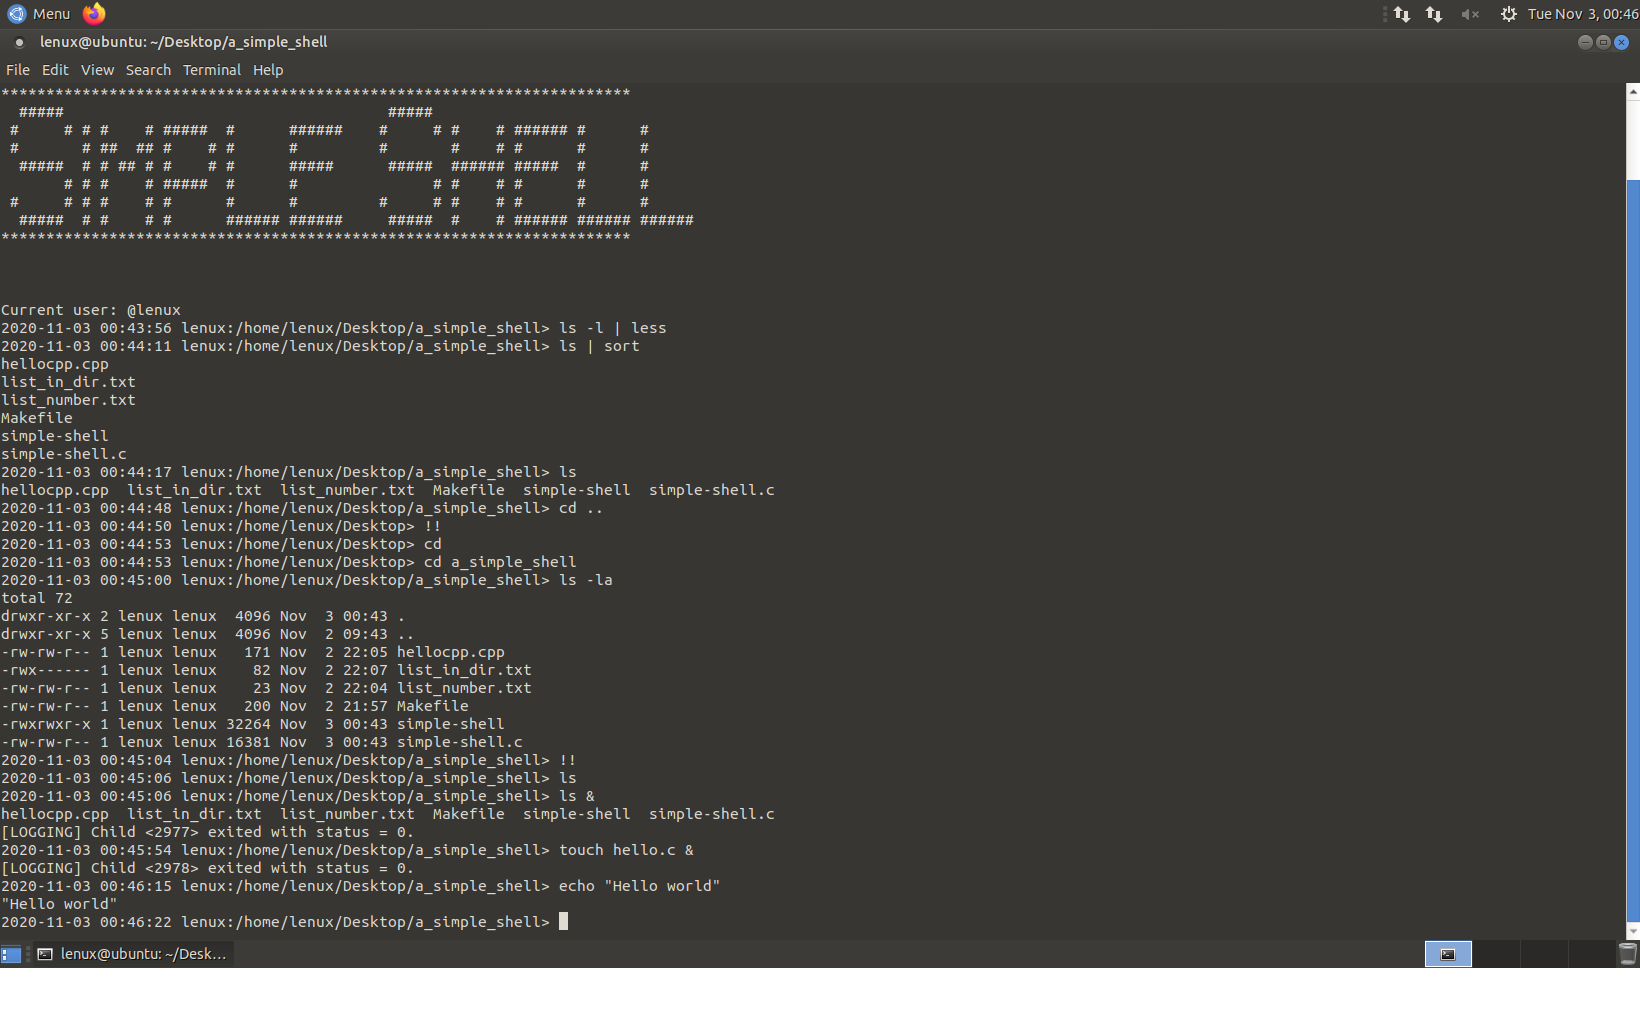 Menu
Tue Nov 3, 00:46
lenux@ubuntu: ~/Desktop/a_simple_shell
File Edit View Search Terminal Help
**********************************************************************
SIMPLE SHELL
**********************************************************************
Current user: @lenux
2020-11-03 00:43:56 lenux:/home/lenux/Desktop/a_simple_shell> ls -l | less
2020-11-03 00:44:11 lenux:/home/lenux/Desktop/a_simple_shell> ls | sort
hellocpp.cpp
list_in_dir.txt
list_number.txt
Makefile
simple-shell
simple-shell.c
2020-11-03 00:44:17 lenux:/home/lenux/Desktop/a_simple_shell> ls
hellocpp.cpp  list_in_dir.txt  list_number.txt  Makefile  simple-shell  simple-shell.c
2020-11-03 00:44:48 lenux:/home/lenux/Desktop/a_simple_shell> cd ..
2020-11-03 00:44:50 lenux:/home/lenux/Desktop> !!
2020-11-03 00:44:53 lenux:/home/lenux/Desktop> cd
2020-11-03 00:44:53 lenux:/home/lenux/Desktop> cd a_simple_shell
2020-11-03 00:45:00 lenux:/home/lenux/Desktop/a_simple_shell> ls -la
total 72
drwxr-xr-x 2 lenux lenux  4096 Nov  3 00:43 .
drwxr-xr-x 5 lenux lenux  4096 Nov  2 09:43 ..
-rw-rw-r-- 1 lenux lenux   171 Nov  2 22:05 hellocpp.cpp
-rwx------ 1 lenux lenux    82 Nov  2 22:07 list_in_dir.txt
-rw-rw-r-- 1 lenux lenux    23 Nov  2 22:04 list_number.txt
-rw-rw-r-- 1 lenux lenux   200 Nov  2 21:57 Makefile
-rwxrwxr-x 1 lenux lenux 32264 Nov  3 00:43 simple-shell
-rw-rw-r-- 1 lenux lenux 16381 Nov  3 00:43 simple-shell.c
2020-11-03 00:45:04 lenux:/home/lenux/Desktop/a_simple_shell> !!
2020-11-03 00:45:06 lenux:/home/lenux/Desktop/a_simple_shell> ls
2020-11-03 00:45:06 lenux:/home/lenux/Desktop/a_simple_shell> ls &
hellocpp.cpp  list_in_dir.txt  list_number.txt  Makefile  simple-shell  simple-shell.c
[LOGGING] Child <2977> exited with status = 0.
2020-11-03 00:45:54 lenux:/home/lenux/Desktop/a_simple_shell> touch hello.c &
[LOGGING] Child <2978> exited with status = 0.
2020-11-03 00:46:15 lenux:/home/lenux/Desktop/a_simple_shell> echo "Hello world"
"Hello world"
2020-11-03 00:46:22 lenux:/home/lenux/Desktop/a_simple_shell>
lenux@ubuntu: ~/Desk...